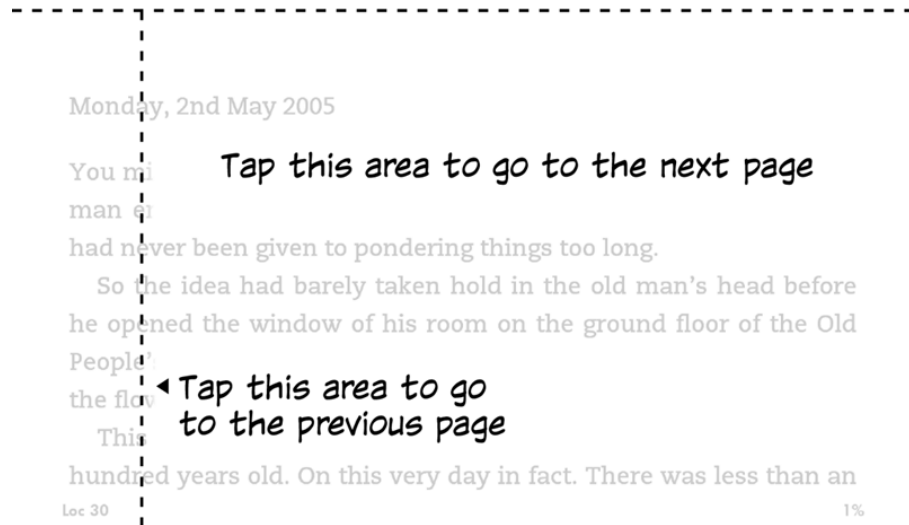 Monday, 2nd May 2005
Tap this area to go to the next page
You mi
man er
had never been given to pondering things too long.
So the idea had barely taken hold in the old man's head before
he opened the window of his room on the ground floor of the Old
People's
Tap this area to go
the flow
to the previous page
This
hundred years old. On this very day in fact. There was less than an
Loc 30
1%